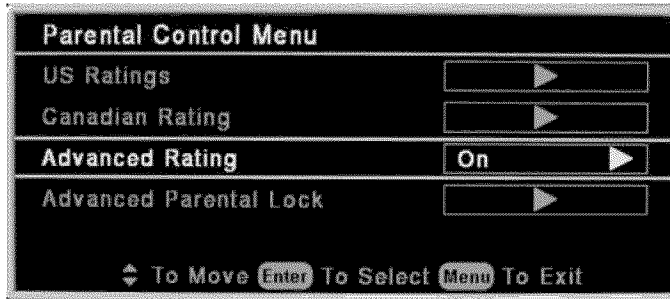 Parental Control Menu
US Ratings
Canadian Rating
Advanced Rating On
Advanced Parental Lock
To Move Enter To Select Menu To Exit